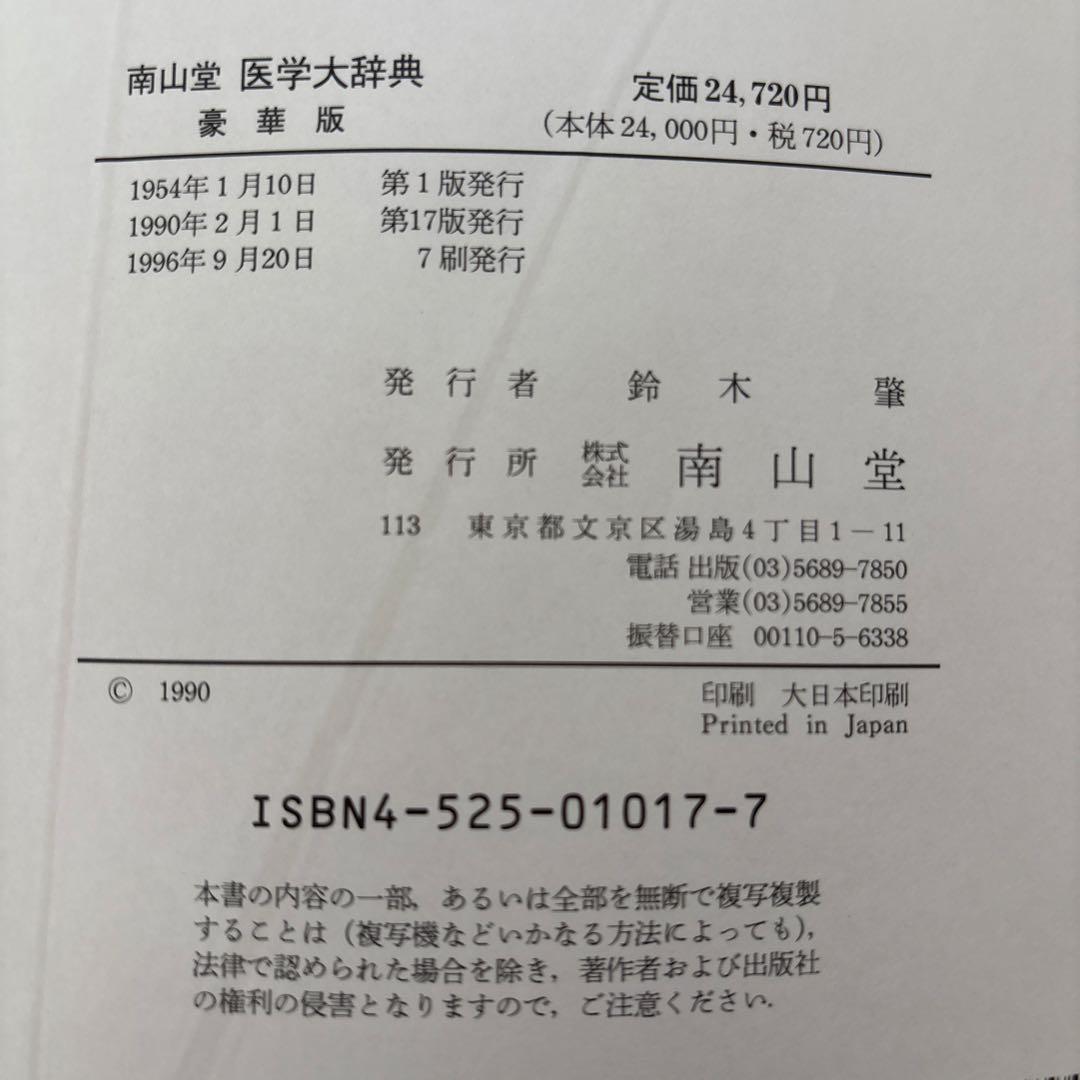 南山堂 医学大辞典 定価24,720円
豪華版 (本体24,000円・税720円)
1954年1月10日 第1版発行
1990年2月1日 第17版発行
1996年9月20日 7刷発行
発行者 鈴木 肇
発行所 株式会社 南山堂
113 東京都文京区湯島4丁目1−11
電話 出版(03)5689-7850
営業(03)5689-7855
振替口座 00110-5-6338
© 1990 印刷 大日本印刷
Printed in Japan
ISBN4-525-01017-7
本書の内容の一部, あるいは全部を無断で複写複製
することは (複写機などいかなる方法によっても),
法律で認められた場合を除き, 著作者および出版社
の権利の侵害となりますので, ご注意ください.